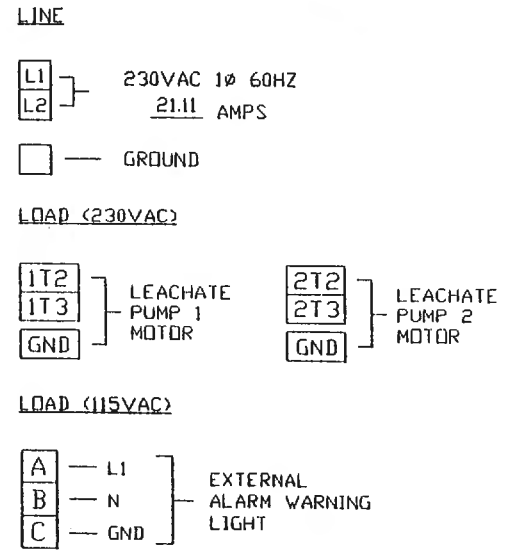 LINE
L1
L2
230VAC 1Ø 60HZ
21.11 AMPS
GROUND
LOAD (230VAC)
1T2
1T3
GND
LEACHATE
PUMP 1
MOTOR
2T2
2T3
GND
LEACHATE
PUMP 2
MOTOR
LOAD (115VAC)
A — L1
B — N
C — GND
EXTERNAL
ALARM WARNING
LIGHT